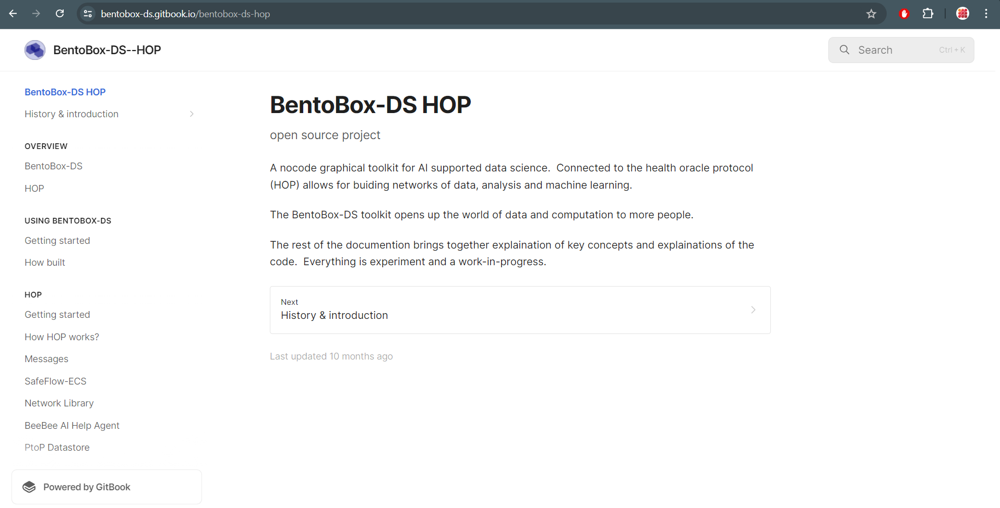 bentobox-ds.gitbook.io/bentobox-ds-hop
BentoBox-DS--HOP
Search
Ctrl + K
BentoBox-DS HOP
History & introduction
OVERVIEW
BentoBox-DS
HOP
USING BENTOBOX-DS
Getting started
How built
HOP
Getting started
How HOP works?
Messages
SafeFlow-ECS
Network Library
BeeBee AI Help Agent
PtoP Datastore
Powered by GitBook
BentoBox-DS HOP
open source project
A nocode graphical toolkit for AI supported data science.  Connected to the health oracle protocol
(HOP) allows for buiding networks of data, analysis and machine learning.
The BentoBox-DS toolkit opens up the world of data and computation to more people.
The rest of the documention brings together explaination of key concepts and explainations of the
code.  Everything is experiment and a work-in-progress.
Next
History & introduction
Last updated 10 months ago